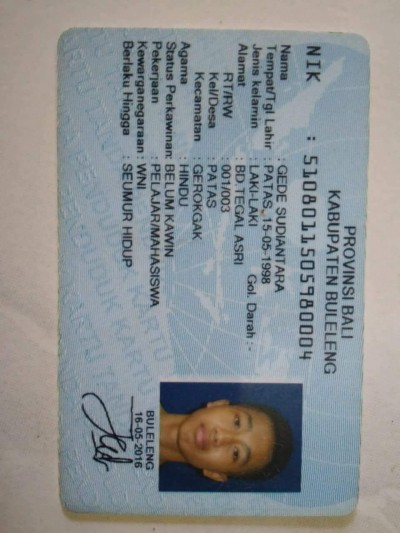 PROVINSI BALI
KABUPATEN BULELENG
NIK : 5108011505980004
Nama : GEDE SUDIANTARA
Tempat/Tgl Lahir : PATAS, 15-05-1998
Jenis kelamin : LAKI-LAKI Gol. Darah : -
Alamat : BD.TEGAL ASRI
RT/RW : 001/003
Kel/Desa : PATAS
Kecamatan : GEROKGAK
Agama : HINDU
Status Perkawinan: BELUM KAWIN
Pekerjaan : PELAJAR/MAHASISWA
Kewarganegaraan : WNI
Berlaku Hingga : SEUMUR HIDUP
BULELENG
16-05-2016